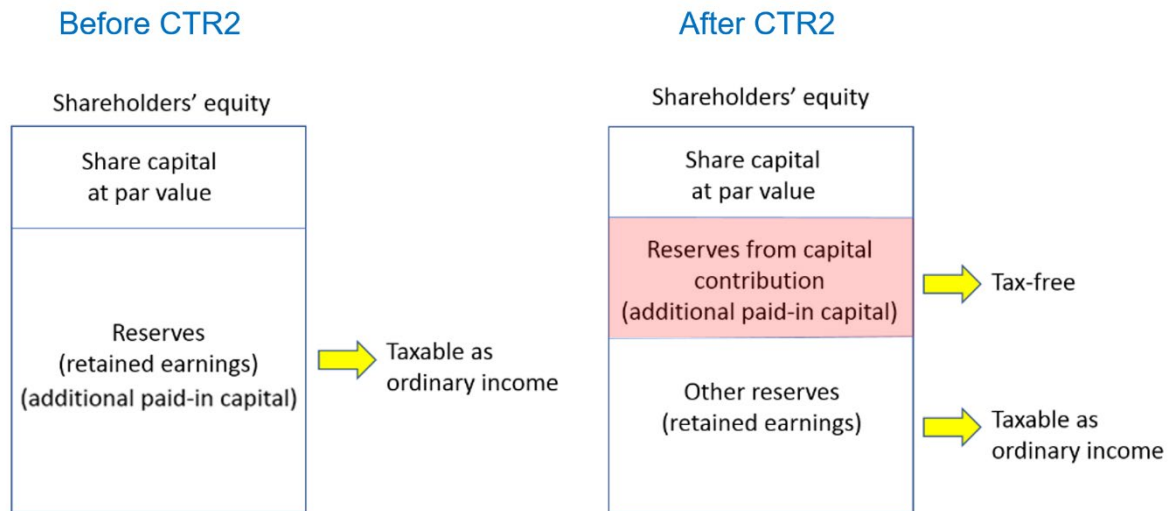 Before CTR2
Shareholders’ equity
Share capital
at par value
Reserves
(retained earnings)
(additional paid-in capital)
Taxable as
ordinary income
After CTR2
Shareholders’ equity
Share capital
at par value
Reserves from capital
contribution
(additional paid-in capital)
Tax-free
Other reserves
(retained earnings)
Taxable as
ordinary income